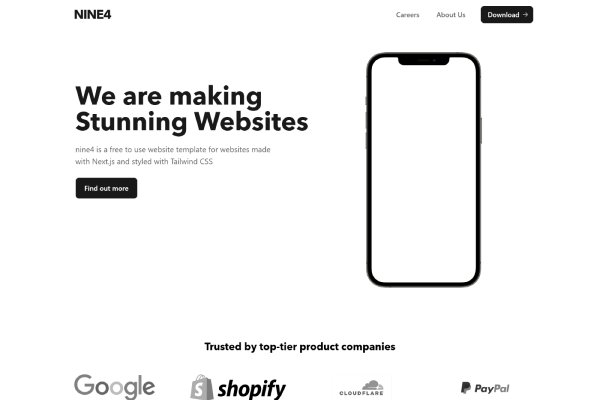 NINE4
Careers
About Us
Download →
We are making
Stunning Websites
nine4 is a free to use website template for websites made
with Next.js and styled with Tailwind CSS
Find out more
Trusted by top-tier product companies
Google
shopify
CLOUDFLARE
PayPal